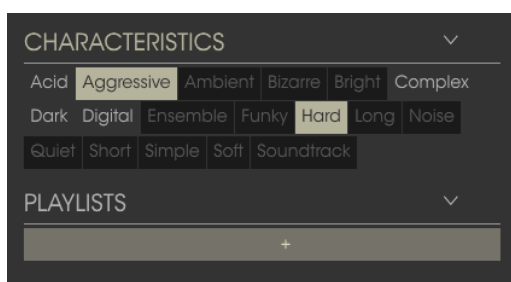 CHARACTERISTICS
Acid Aggressive Ambient Bizarre Bright Complex
Dark Digital Ensemble Funky Hard Long Noise
Quiet Short Simple Soft Soundtrack
PLAYLISTS
+